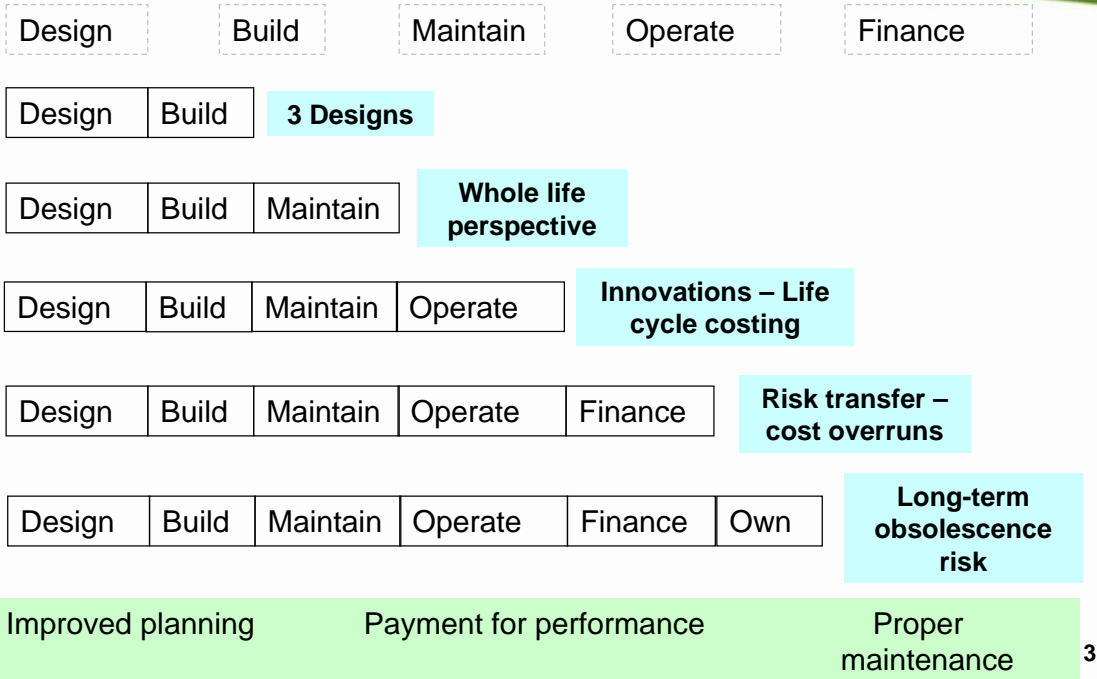 Design Build Maintain Operate Finance
Design Build 3 Designs
Design Build Maintain Whole life
perspective
Design Build Maintain Operate Innovations – Life
cycle costing
Design Build Maintain Operate Finance Risk transfer –
cost overruns
Design Build Maintain Operate Finance Own Long-term
obsolescence
risk
Improved planning Payment for performance Proper
maintenance
3